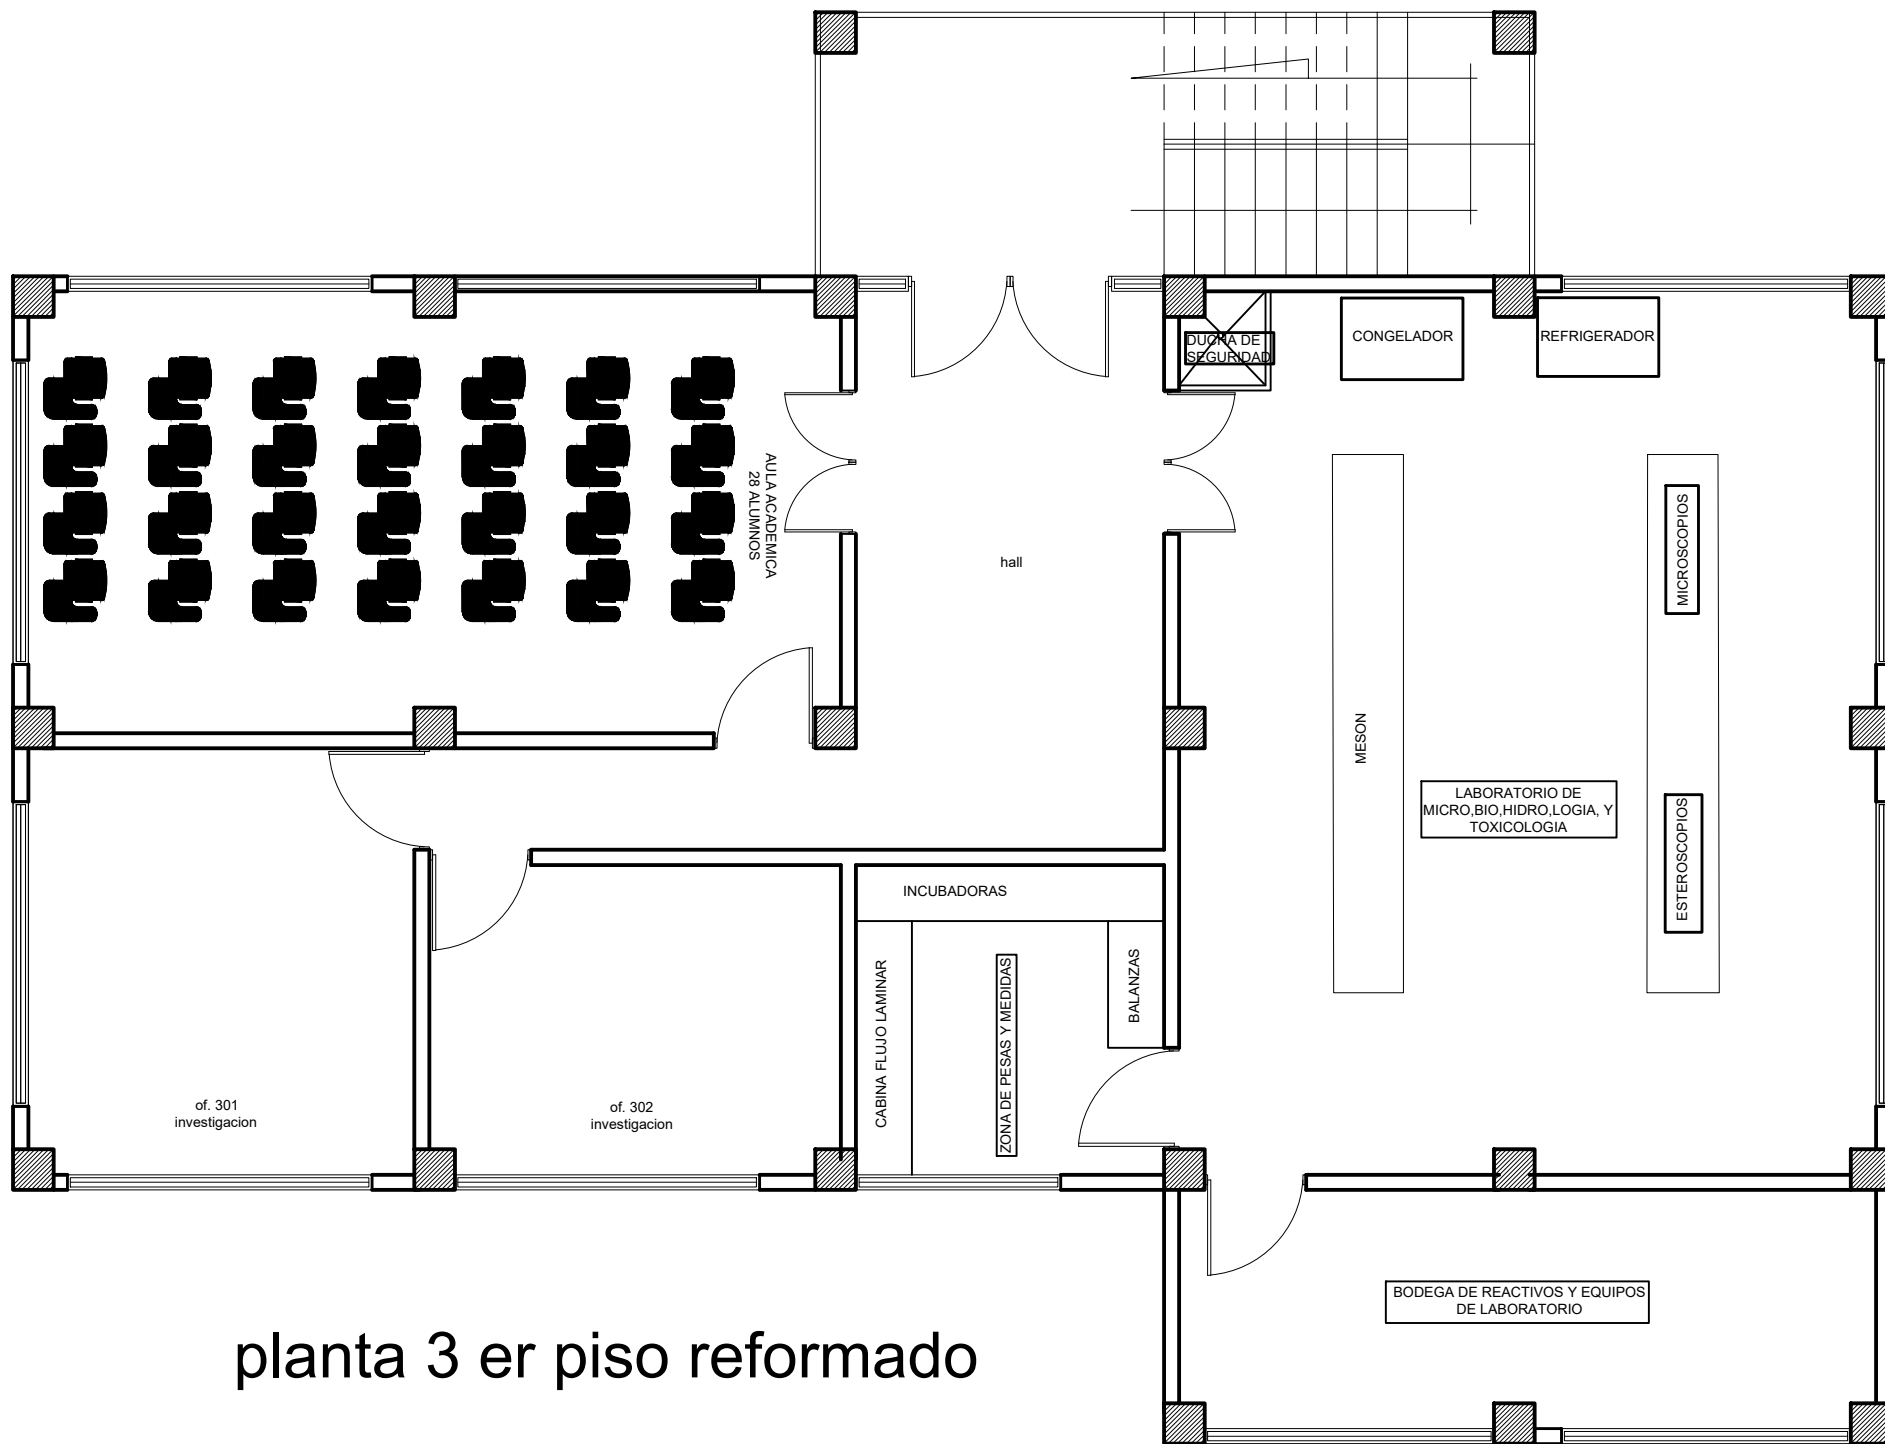 DUCHA DE
SEGURIDAD
CONGELADOR
REFRIGERADOR
AULA ACADEMICA
28 ALUMNOS
hall
MICROSCOPIOS
MESON
LABORATORIO DE
MICRO,BIO,HIDRO,LOGIA, Y
TOXICOLOGIA
ESTEROSCOPIOS
INCUBADORAS
CABINA FLUJO LAMINAR
ZONA DE PESAS Y MEDIDAS
BALANZAS
of. 301
investigacion
of. 302
investigacion
BODEGA DE REACTIVOS Y EQUIPOS
DE LABORATORIO
planta 3 er piso reformado